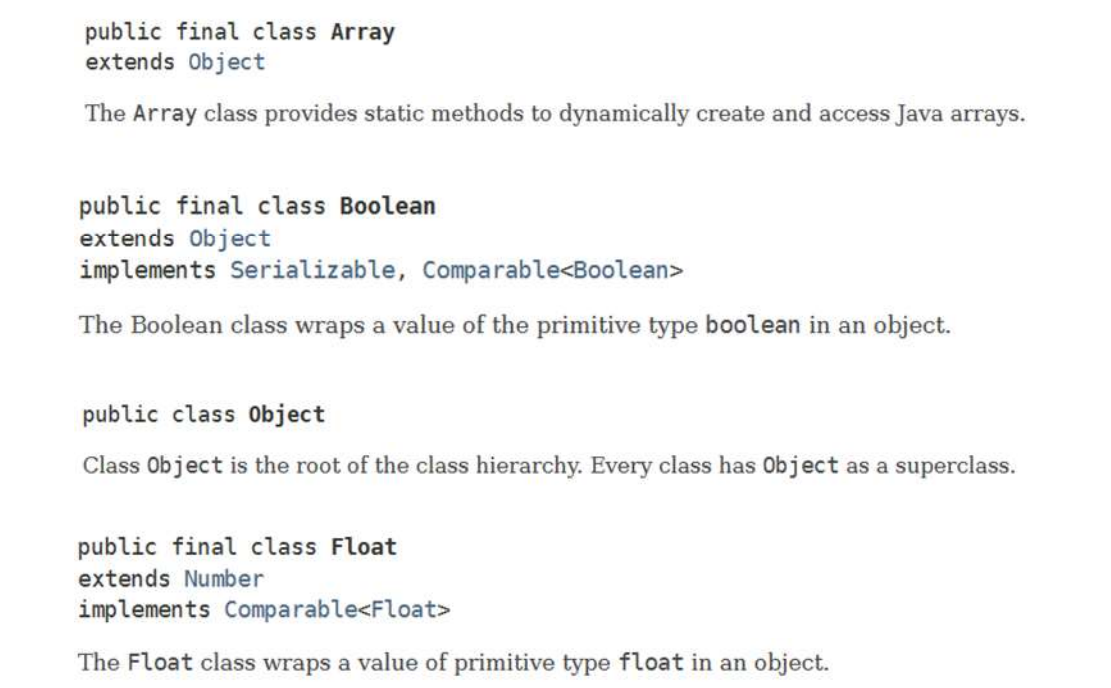 public final class Array
extends Object
The Array class provides static methods to dynamically create and access Java arrays.
public final class Boolean
extends Object
implements Serializable, Comparable<Boolean>
The Boolean class wraps a value of the primitive type boolean in an object.
public class Object
Class Object is the root of the class hierarchy. Every class has Object as a superclass.
public final class Float
extends Number
implements Comparable<Float>
The Float class wraps a value of primitive type float in an object.